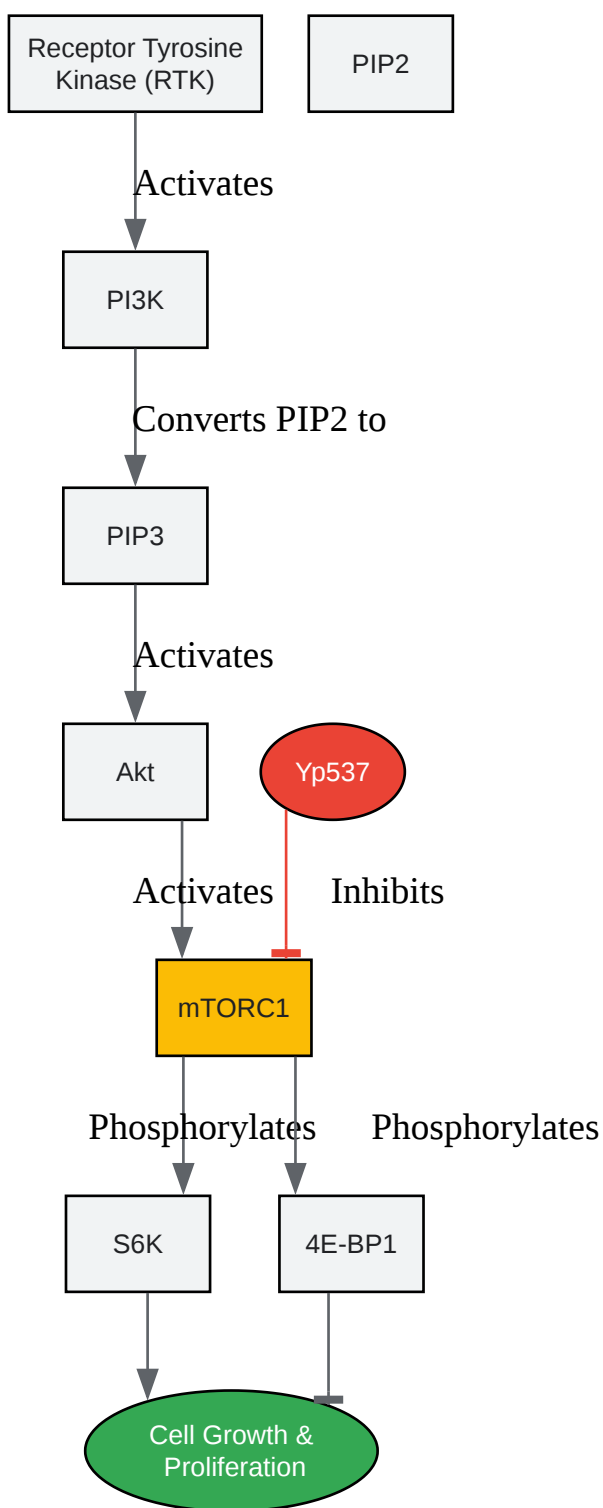 Receptor Tyrosine
Kinase (RTK)
PIP2
Activates
PI3K
Converts PIP2 to
PIP3
Activates
Akt
Yp537
Activates
Inhibits
mTORC1
Phosphorylates
Phosphorylates
S6K
4E-BP1
Cell Growth &
Proliferation